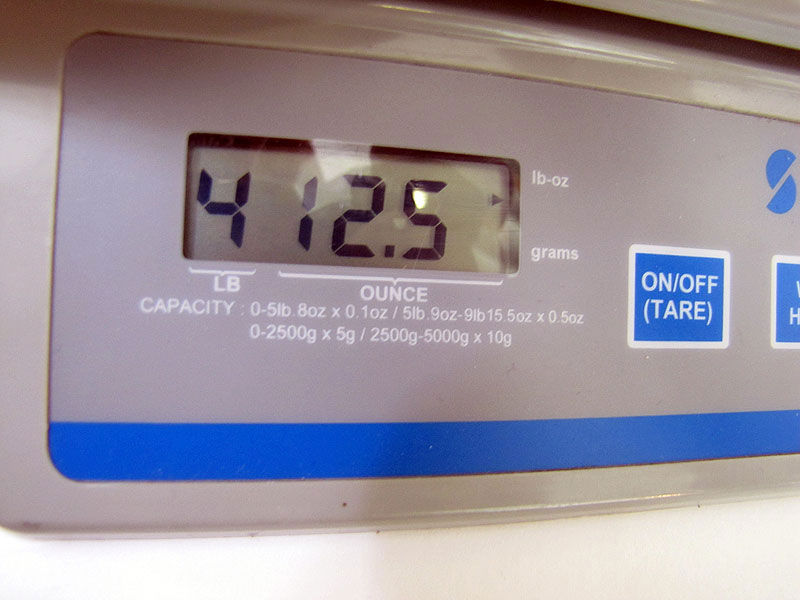 4 12.5
lb-oz
grams
LB
OUNCE
CAPACITY : 0-5lb.8oz x 0.1oz / 5lb.9oz-9lb15.5oz x 0.5oz
0-2500g x 5g / 2500g-5000g x 10g
ON/OFF
(TARE)